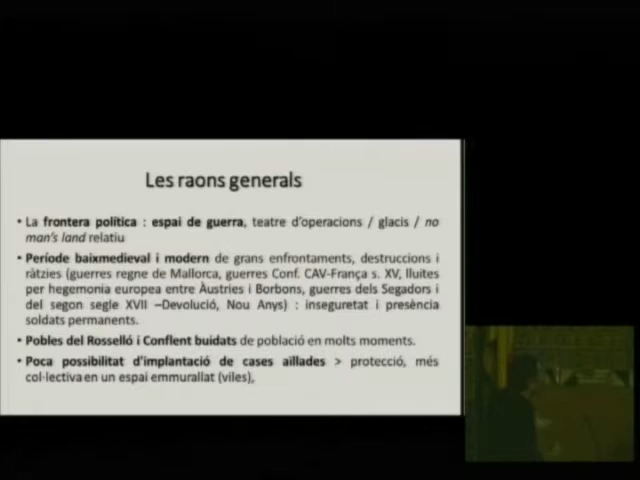 Les raons generals
• La frontera política : espai de guerra, teatre d'operacions / glacis / no
man's land relatiu
• Període baixmedieval i modern de grans enfrontaments, destruccions i
ràtzies (guerres regne de Mallorca, guerres Conf. CAV-França s. XV, lluites
per hegemonia europea entre Àustries i Borbons, guerres dels Segadors i
del segon segle XVII –Devolució, Nou Anys) : inseguretat i presència
soldats permanents.
• Pobles del Rosselló i Conflent buidats de població en molts moments.
• Poca possibilitat d'implantació de cases aïllades > protecció, més
col·lectiva en un espai emmurallat (viles),